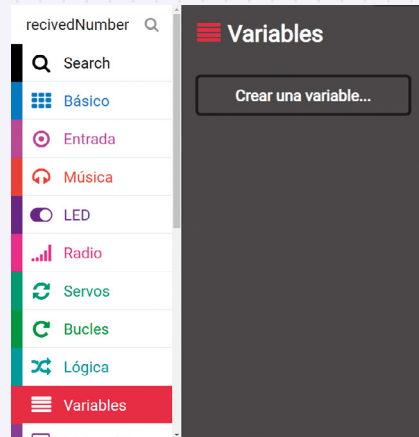 recivedNumber
Search
Básico
Entrada
Música
LED
Radio
Servos
Bucles
Lógica
Variables
Variables
Crear una variable...